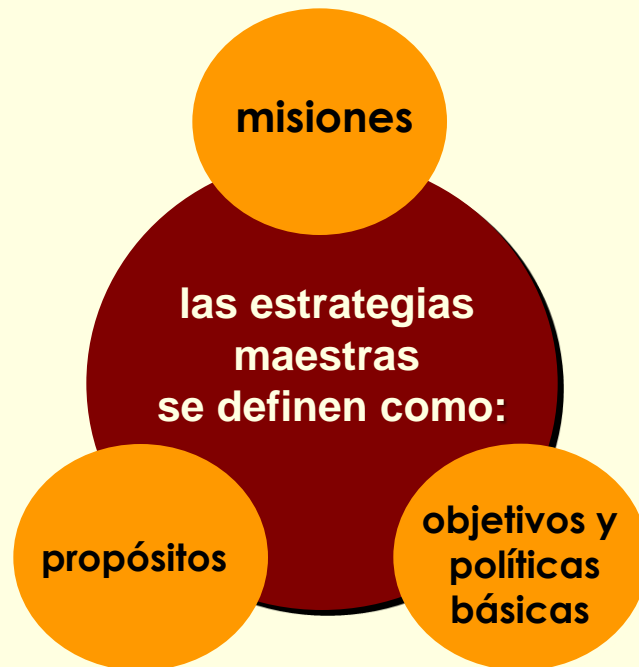 misiones
las estrategias
maestras
se definen como:
propósitos
objetivos y
políticas
básicas